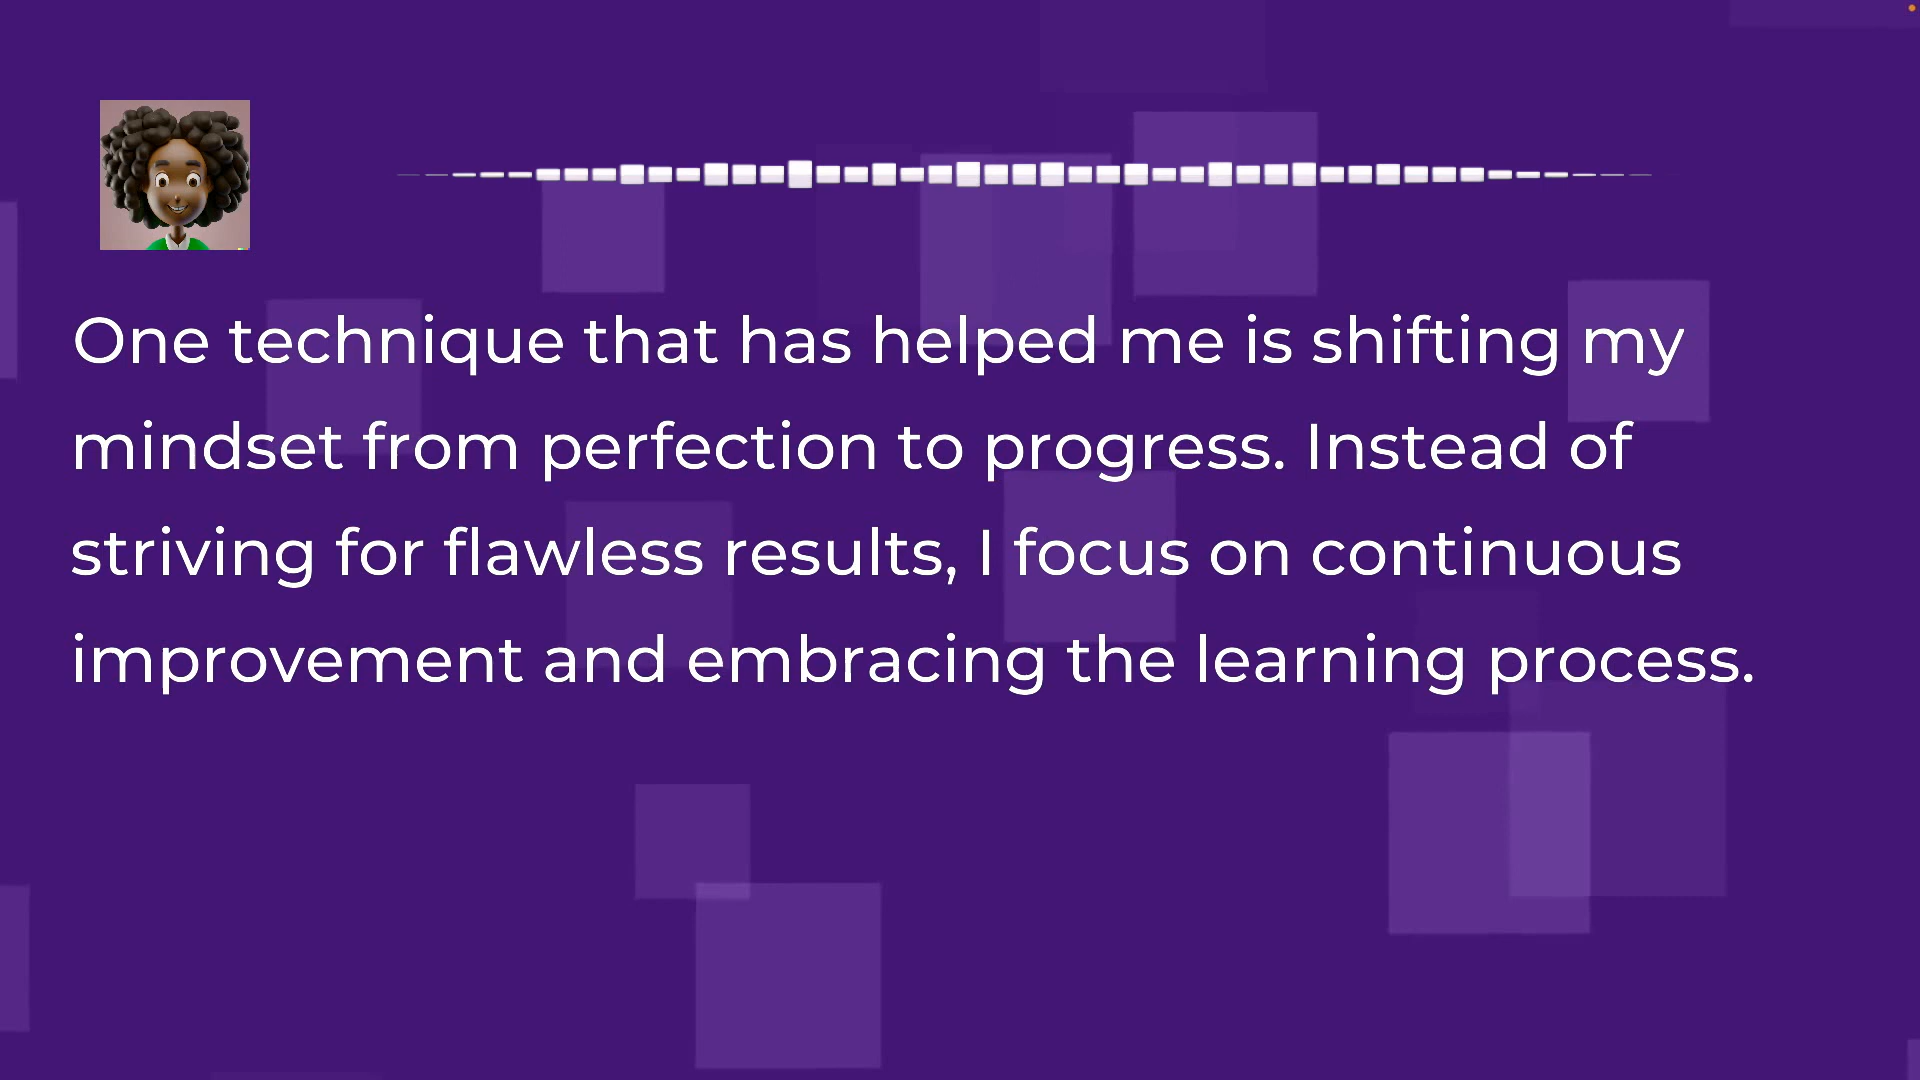 One technique that has helped me is shifting my
mindset from perfection to progress. Instead of
striving for flawless results, I focus on continuous
improvement and embracing the learning process.